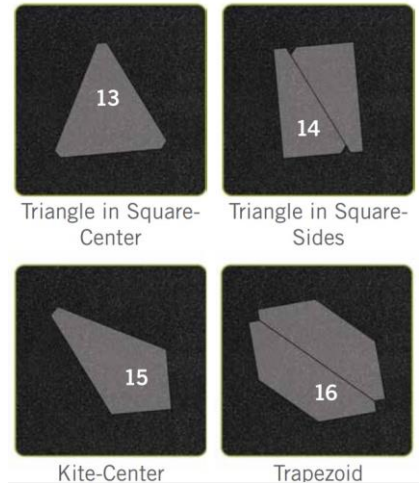 13
14
Triangle in Square-
Center
Triangle in Square-
Sides
15
16
Kite-Center
Trapezoid